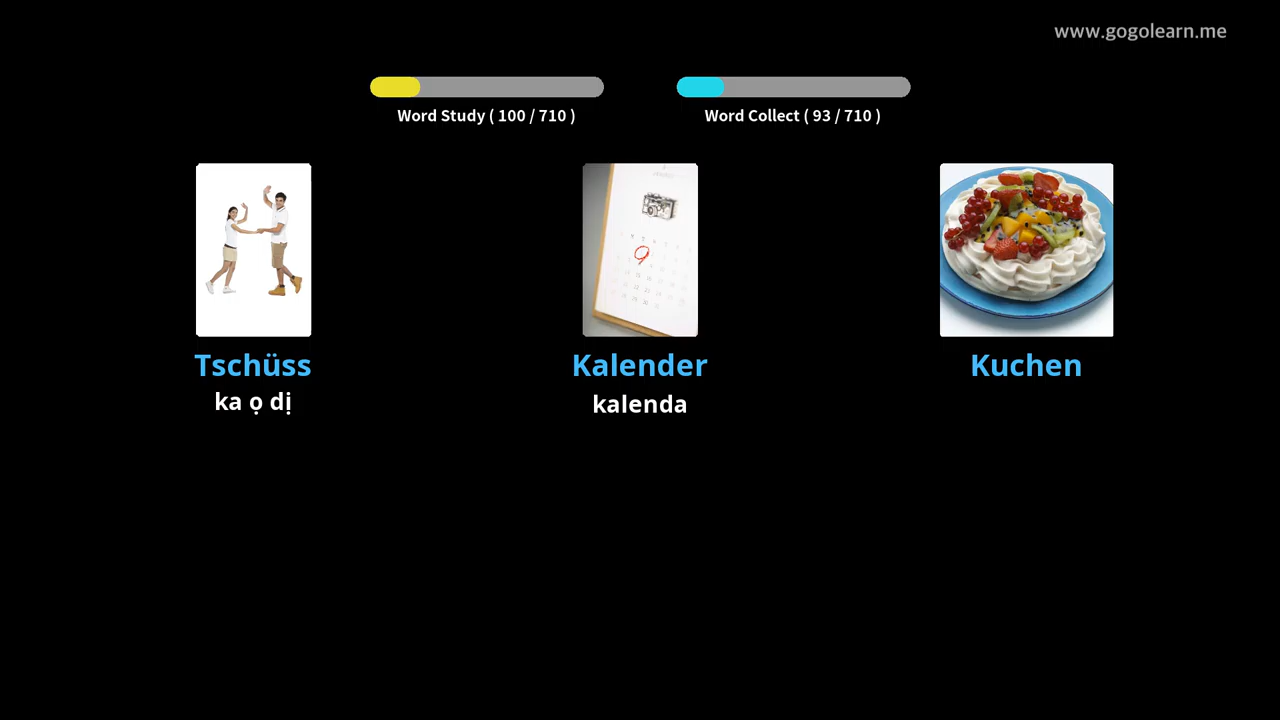 www.gogolearn.me
Word Study ( 100 / 710 )
Word Collect ( 93 / 710 )
Tschüss
Kalender
Kuchen
ka ọ dị
kalenda